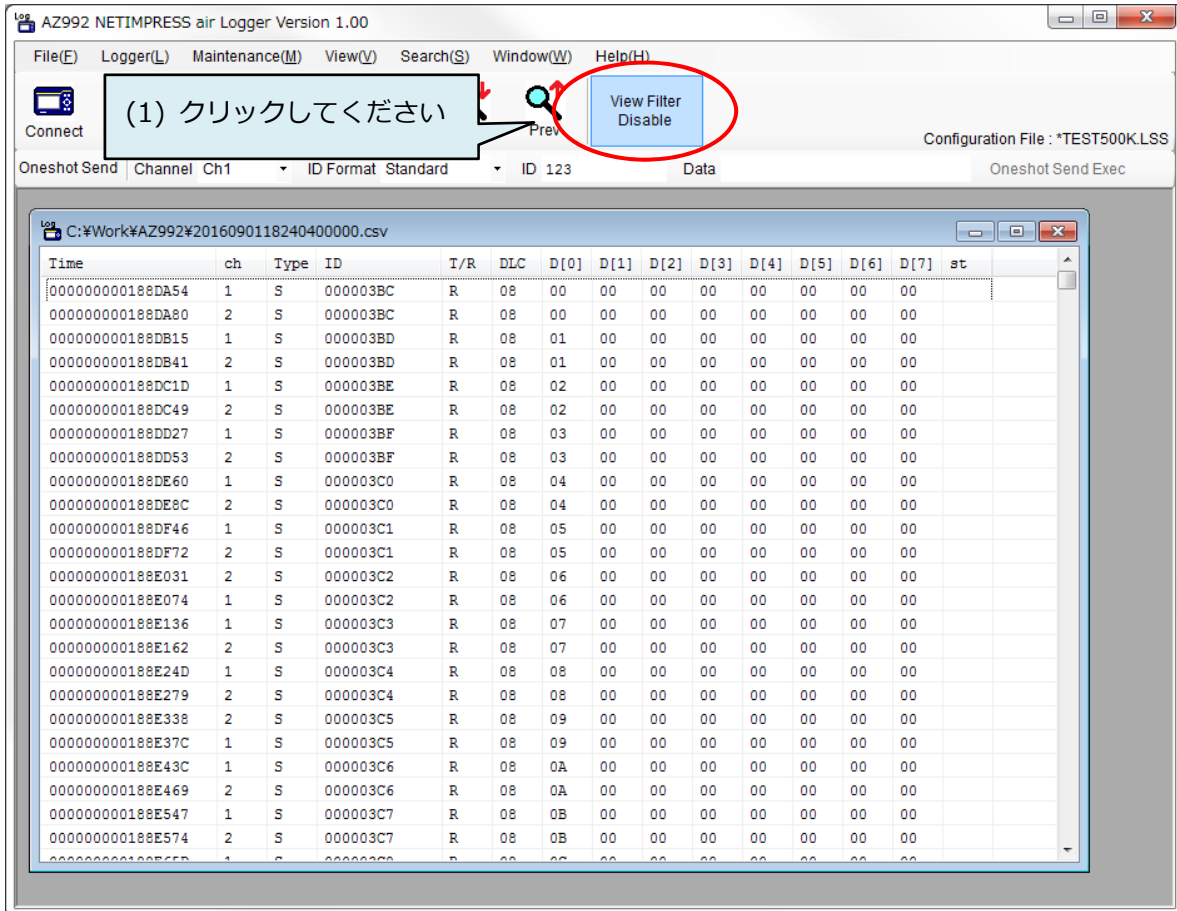 AZ992 NETIMPRESS air Logger Version 1.00
File(F) Logger(L) Maintenance(M) View(V) Search(S) Window(W) Help(H)
(1) クリックしてください
Connect Prev View Filter
Disable
Configuration File : *TEST500K.LSS
Oneshot Send Channel Ch1 ID Format Standard ID 123 Data Oneshot Send Exec
C:¥Work¥AZ992¥20160901182404​00000.csv
Time ch Type ID T/R DLC D[0] D[1] D[2] D[3] D[4] D[5] D[6] D[7] st
000000000188DA54 1 S 000003BC R 08 00 00 00 00 00 00 00 00
000000000188DA80 2 S 000003BC R 08 00 00 00 00 00 00 00 00
000000000188DB15 1 S 000003BD R 08 01 00 00 00 00 00 00 00
000000000188DB41 2 S 000003BD R 08 01 00 00 00 00 00 00 00
000000000188DC1D 1 S 000003BE R 08 02 00 00 00 00 00 00 00
000000000188DC49 2 S 000003BE R 08 02 00 00 00 00 00 00 00
000000000188DD27 1 S 000003BF R 08 03 00 00 00 00 00 00 00
000000000188DD53 2 S 000003BF R 08 03 00 00 00 00 00 00 00
000000000188DE60 1 S 000003C0 R 08 04 00 00 00 00 00 00 00
000000000188DE8C 2 S 000003C0 R 08 04 00 00 00 00 00 00 00
000000000188DF46 1 S 000003C1 R 08 05 00 00 00 00 00 00 00
000000000188DF72 2 S 000003C1 R 08 05 00 00 00 00 00 00 00
000000000188E031 2 S 000003C2 R 08 06 00 00 00 00 00 00 00
000000000188E074 1 S 000003C2 R 08 06 00 00 00 00 00 00 00
000000000188E136 1 S 000003C3 R 08 07 00 00 00 00 00 00 00
000000000188E162 2 S 000003C3 R 08 07 00 00 00 00 00 00 00
000000000188E24D 1 S 000003C4 R 08 08 00 00 00 00 00 00 00
000000000188E279 2 S 000003C4 R 08 08 00 00 00 00 00 00 00
000000000188E338 2 S 000003C5 R 08 09 00 00 00 00 00 00 00
000000000188E37C 1 S 000003C5 R 08 09 00 00 00 00 00 00 00
000000000188E43C 1 S 000003C6 R 08 0A 00 00 00 00 00 00 00
000000000188E469 2 S 000003C6 R 08 0A 00 00 00 00 00 00 00
000000000188E547 1 S 000003C7 R 08 0B 00 00 00 00 00 00 00
000000000188E574 2 S 000003C7 R 08 0B 00 00 00 00 00 00 00